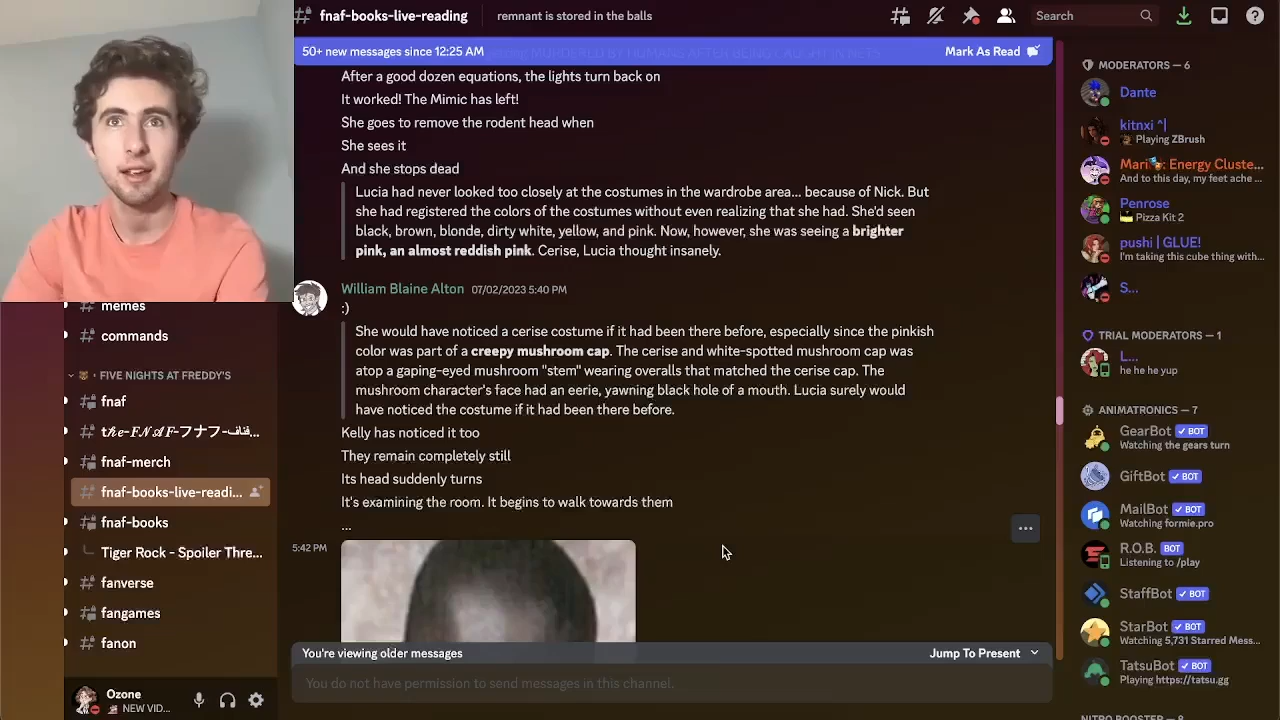 fnaf-books-live-reading
remnant is stored in the balls
Search
50+ new messages since 12:25 AM
Mark As Read
After a good dozen equations, the lights turn back on
It worked! The Mimic has left!
She goes to remove the rodent head when
She sees it
And she stops dead
Lucia had never looked too closely at the costumes in the wardrobe area... because of Nick. But
she had registered the colors of the costumes without even realizing that she had. She'd seen
black, brown, blonde, dirty white, yellow, and pink. Now, however, she was seeing a brighter
pink, an almost reddish pink. Cerise, Lucia thought insanely.
William Blaine Alton 07/02/2023 5:40 PM
:)
She would have noticed a cerise costume if it had been there before, especially since the pinkish
color was part of a creepy mushroom cap. The cerise and white-spotted mushroom cap was
atop a gaping-eyed mushroom "stem" wearing overalls that matched the cerise cap. The
mushroom character's face had an eerie, yawning black hole of a mouth. Lucia surely would
have noticed the costume if it had been there before.
Kelly has noticed it too
They remain completely still
Its head suddenly turns
It's examining the room. It begins to walk towards them
...
5:42 PM
You're viewing older messages
Jump To Present
You do not have permission to send messages in this channel.
memes
commands
FIVE NIGHTS AT FREDDY'S
fnaf
the-FNAF-フナフ-فناف...
fnaf-merch
fnaf-books-live-readi...
fnaf-books
Tiger Rock - Spoiler Thre...
fanverse
fangames
fanon
Ozone
NEW VID...
MODERATORS — 6
Dante
kitnxi ^|
Playing ZBrush
Mari: Energy Cluste...
And to this day, my feet ache ...
Penrose
Pizza Kit 2
pushi | GLUE!
I'm taking this cube thing with...
S...
TRIAL MODERATORS — 1
L...
he he he yup
ANIMATRONICS — 7
GearBot BOT
Watching the gears turn
GiftBot BOT
MailBot BOT
Watching formie.pro
R.O.B. BOT
Listening to /play
StaffBot BOT
StarBot BOT
Watching 5,731 Starred Mess...
TatsuBot BOT
Playing https://tatsu.gg
NITRO BOOSTER — 8